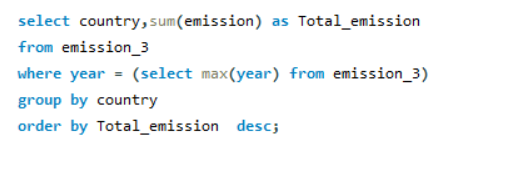 select country,sum(emission) as Total_emission
from emission_3
where year = (select max(year) from emission_3)
group by country
order by Total_emission  desc;